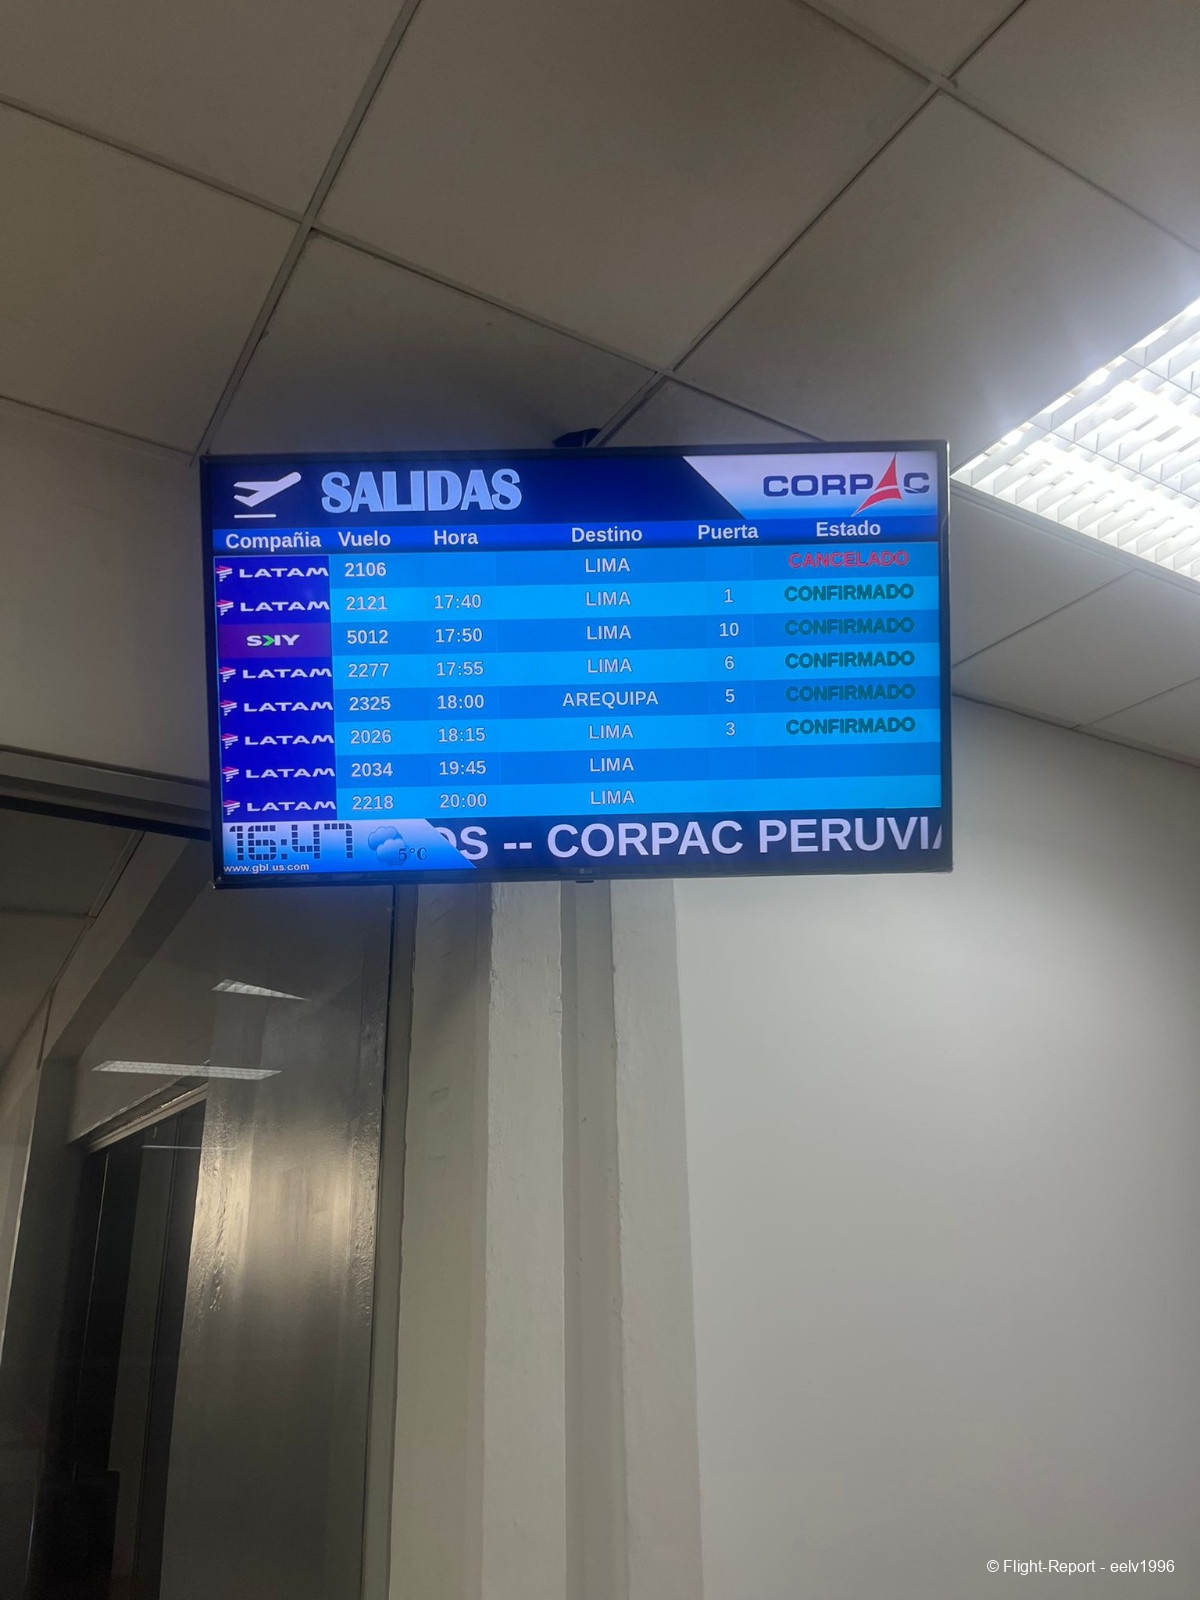 SALIDAS CORPAC
Compañia Vuelo Hora Destino Puerta Estado
LATAM 2106 LIMA CANCELADO
LATAM 2121 17:40 LIMA 1 CONFIRMADO
SKY 5012 17:50 LIMA 10 CONFIRMADO
LATAM 2277 17:55 LIMA 6 CONFIRMADO
LATAM 2325 18:00 AREQUIPA 5 CONFIRMADO
LATAM 2026 18:15 LIMA 3 CONFIRMADO
LATAM 2034 19:45 LIMA
LATAM 2218 20:00 LIMA
16:47 5°C OS -- CORPAC PERUVIA
www.gbl.us.com
LG
© Flight-Report - eelv1996